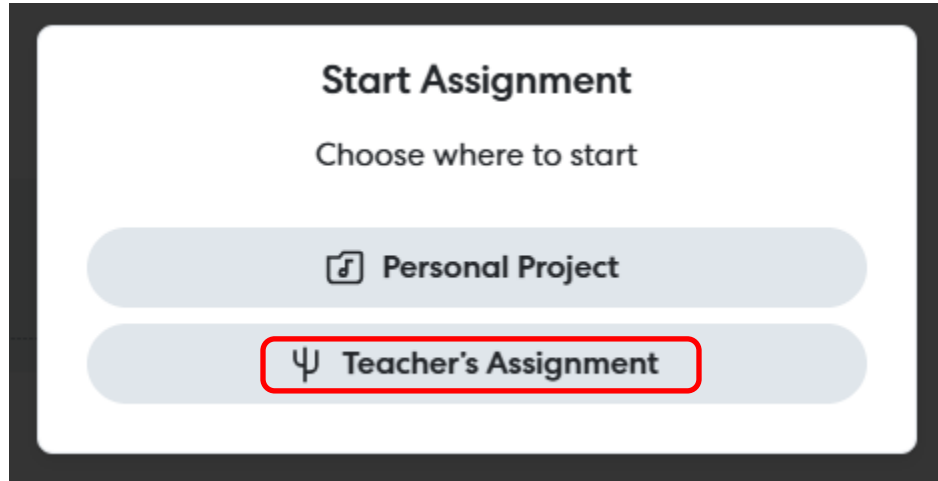 Start Assignment
Choose where to start
Personal Project
Teacher's Assignment